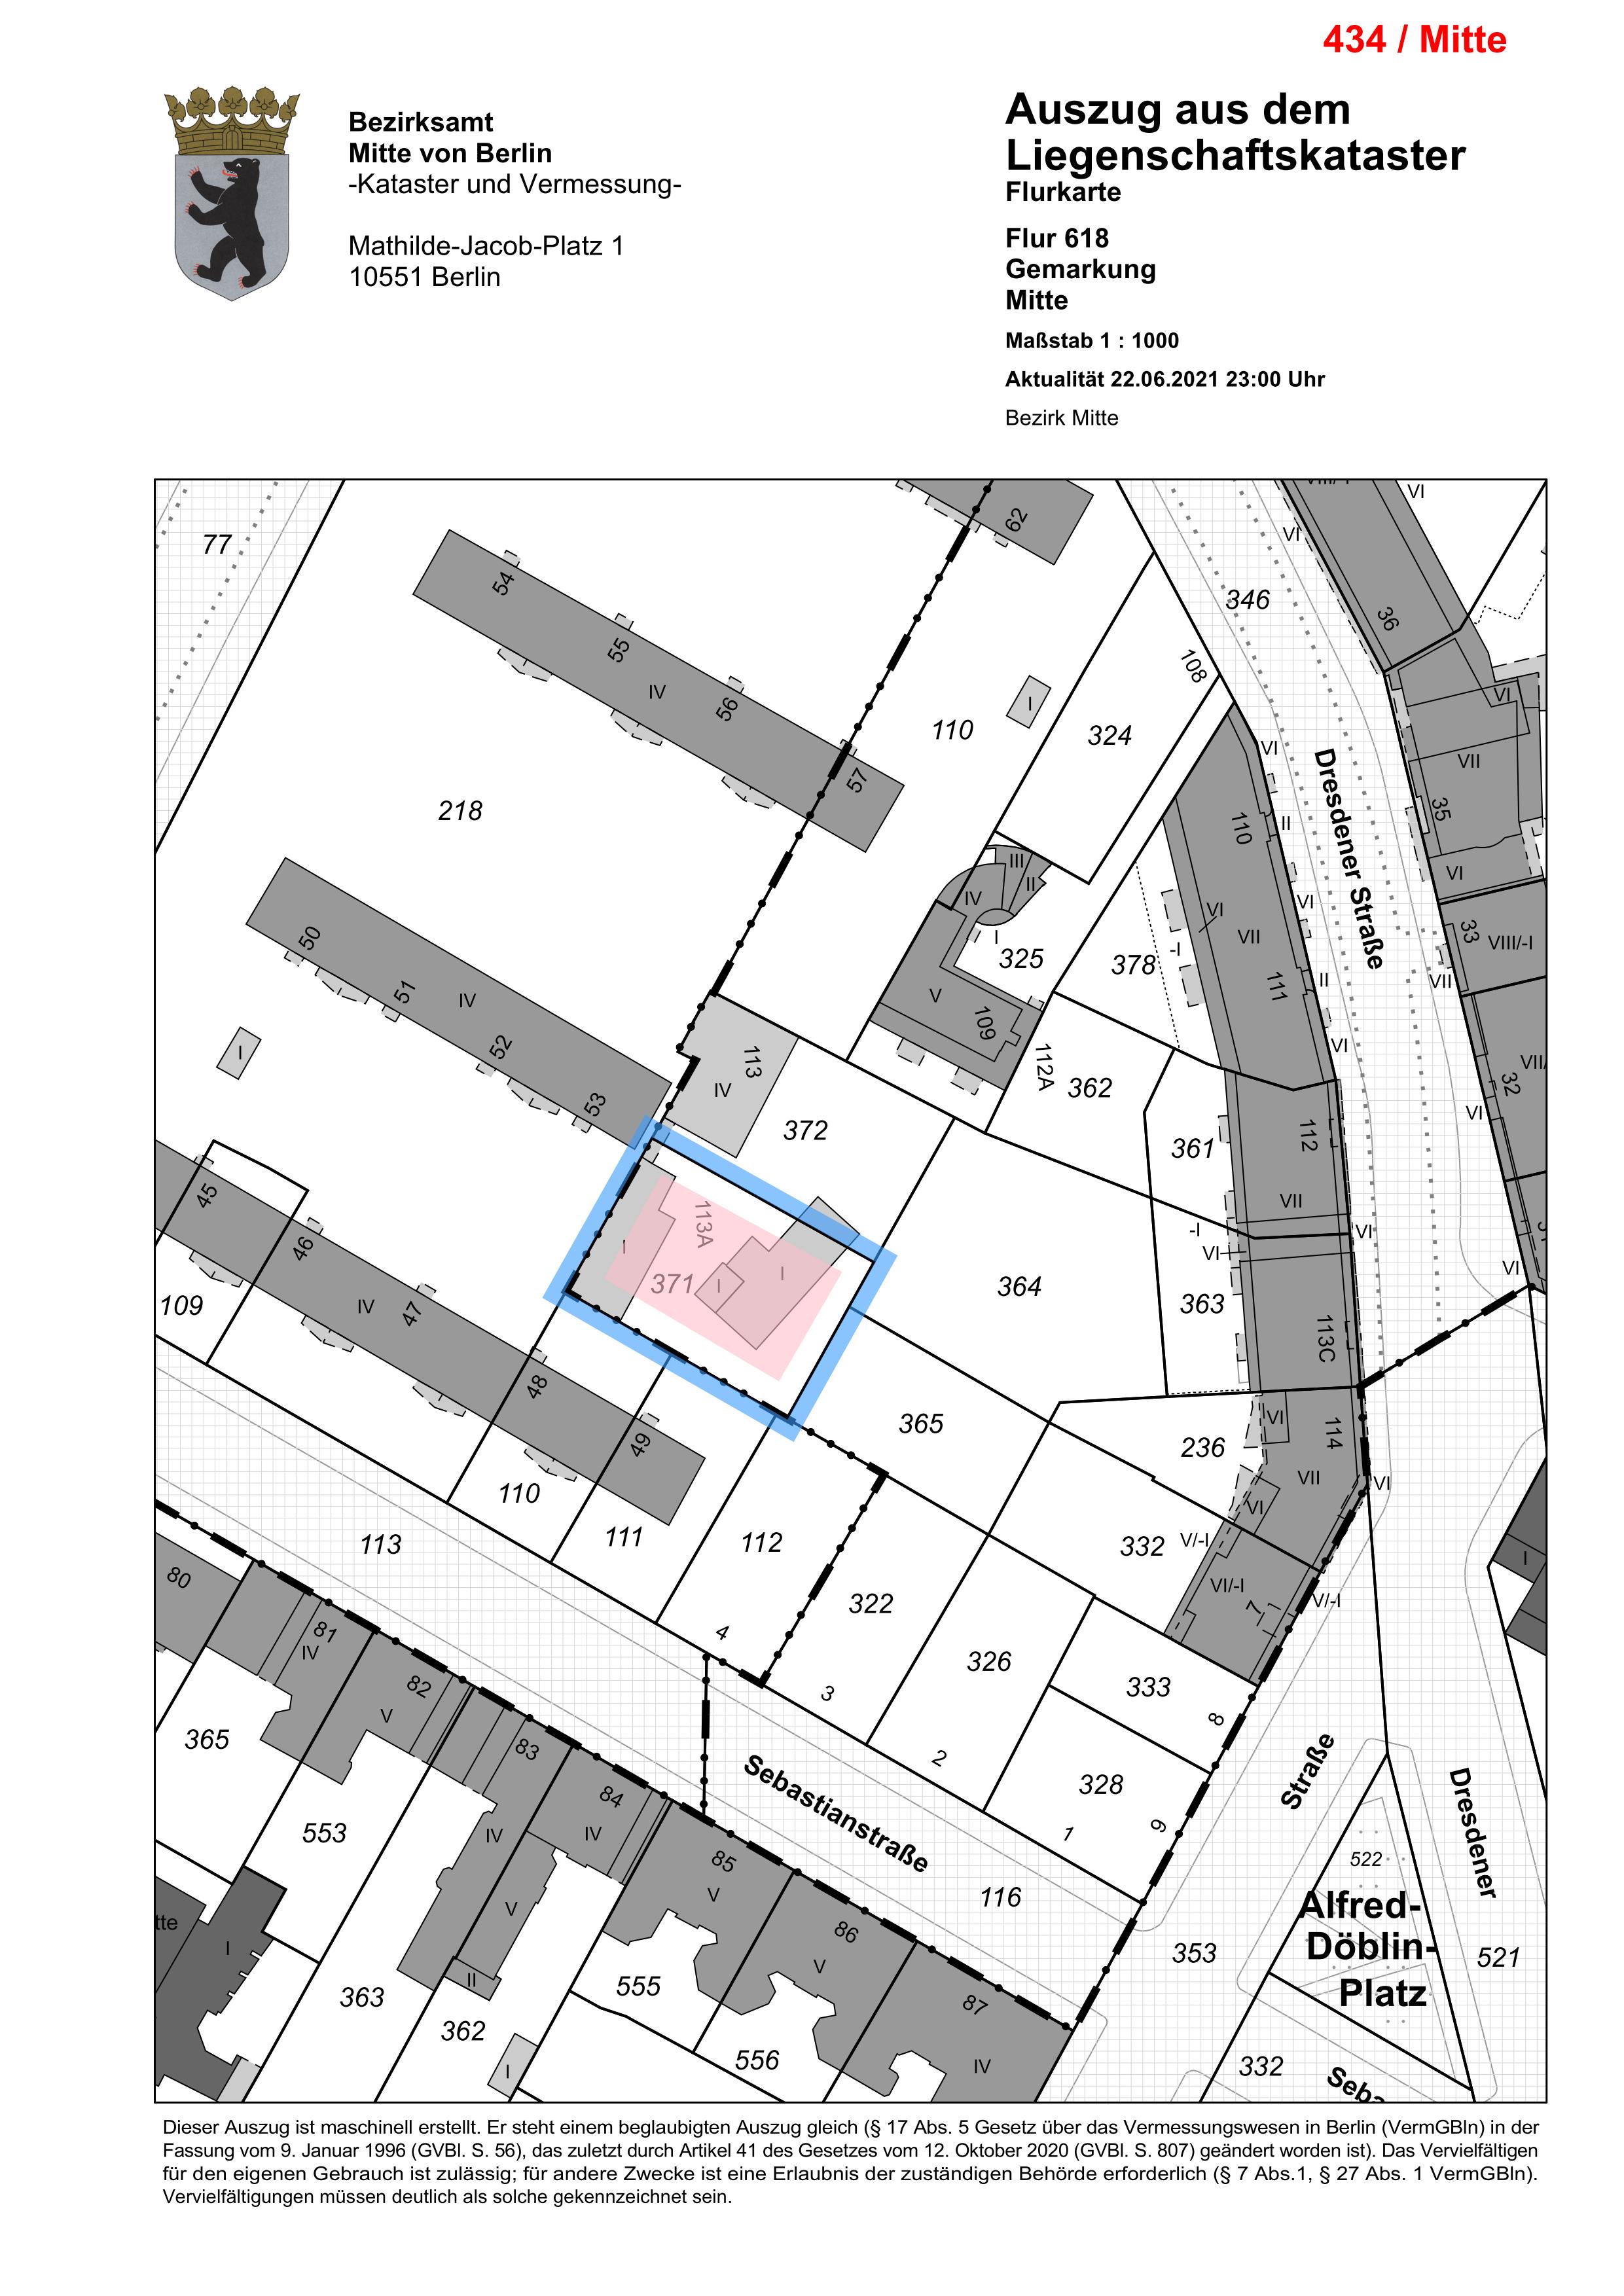 434 / Mitte
Bezirksamt
Mitte von Berlin
-Kataster und Vermessung-
Mathilde-Jacob-Platz 1
10551 Berlin
Auszug aus dem
Liegenschaftskataster
Flurkarte
Flur 618
Gemarkung
Mitte
Maßstab 1 : 1000
Aktualität 22.06.2021 23:00 Uhr
Bezirk Mitte
77
62
VI
VI
54
346
36
55
108
IV
56
I
110
324
VI
VI
57
VII
218
110
II
35
Dresdener Straße
III
II
VI
IV
VI
VI
50
I
VII
33
VIII/-I
325
378
-I
51
IV
V
111
II
VII
109
52
113
112A
VI
I
IV
362
32
VI
53
372
361
112
45
113A
VII
46
I
-I
VI
VI
371
I
I
364
VI
109
IV
47
363
113C
48
365
VI
114
49
236
VII
VI
110
VI
113
111
112
332
V/-I
80
VI/-I
7
V/-I
I
322
81
IV
4
326
82
333
V
3
8
365
83
2
Straße
84
Sebastianstraße
328
Dresdener
553
IV
IV
1
9
85
522
V
V
116
Alfred-
tte
86
Döblin-
I
V
353
521
II
555
Platz
363
87
362
556
IV
332
I
Seba
Dieser Auszug ist maschinell erstellt. Er steht einem beglaubigten Auszug gleich (§ 17 Abs. 5 Gesetz über das Vermessungswesen in Berlin (VermGBln) in der
Fassung vom 9. Januar 1996 (GVBl. S. 56), das zuletzt durch Artikel 41 des Gesetzes vom 12. Oktober 2020 (GVBl. S. 807) geändert worden ist). Das Vervielfältigen
für den eigenen Gebrauch ist zulässig; für andere Zwecke ist eine Erlaubnis der zuständigen Behörde erforderlich (§ 7 Abs.1, § 27 Abs. 1 VermGBln).
Vervielfältigungen müssen deutlich als solche gekennzeichnet sein.